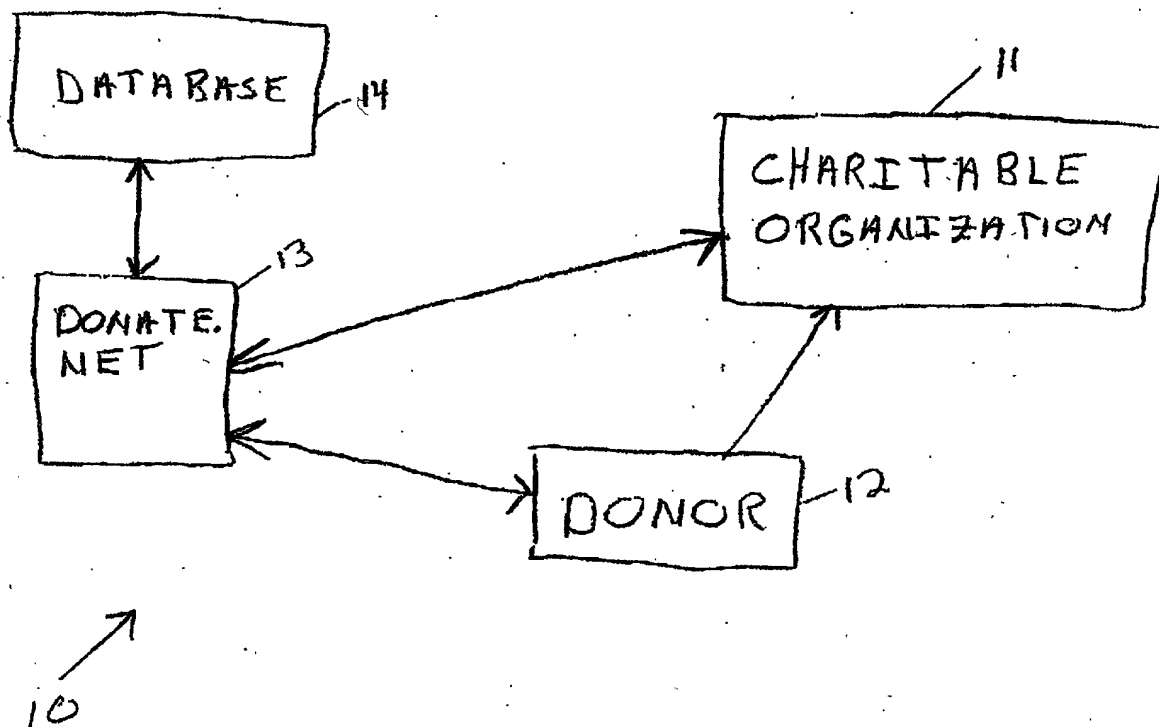 DATABASE
14
11
CHARITABLE
ORGANIZATION
13
DONATE.
NET
DONOR
12
10